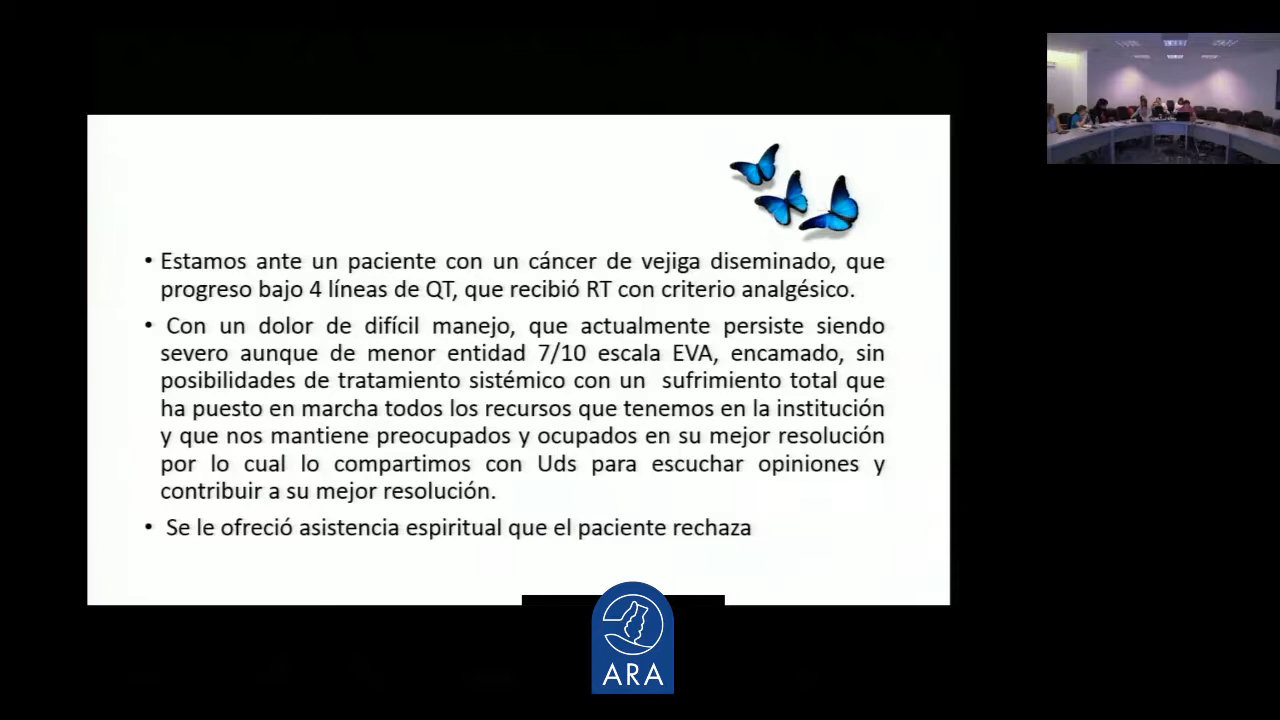 • Estamos ante un paciente con un cáncer de vejiga diseminado, que
progreso bajo 4 líneas de QT, que recibió RT con criterio analgésico.
• Con un dolor de difícil manejo, que actualmente persiste siendo
severo aunque de menor entidad 7/10 escala EVA, encamado, sin
posibilidades de tratamiento sistémico con un sufrimiento total que
ha puesto en marcha todos los recursos que tenemos en la institución
y que nos mantiene preocupados y ocupados en su mejor resolución
por lo cual lo compartimos con Uds para escuchar opiniones y
contribuir a su mejor resolución.
• Se le ofreció asistencia espiritual que el paciente rechaza
ARA